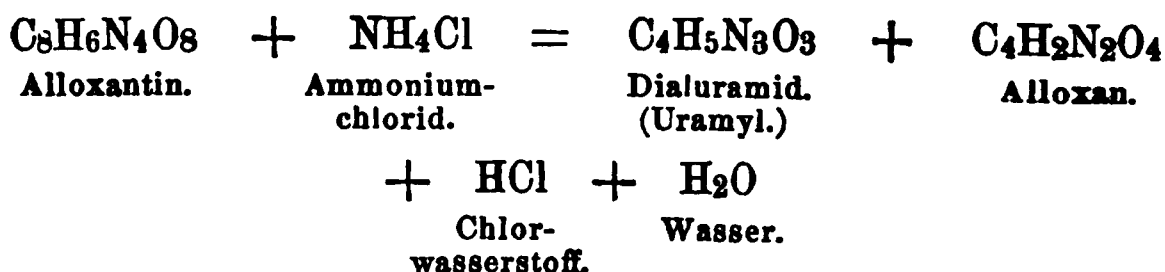 C₈H₆N₄O₈ + NH₄Cl = C₄H₅N₃O₃ + C₄H₂N₂O₄
Alloxantin. Ammonium- Dialuramid. Alloxan.
chlorid. (Uramyl.)
+ HCl + H₂O
Chlor- Wasser.
wasserstoff.